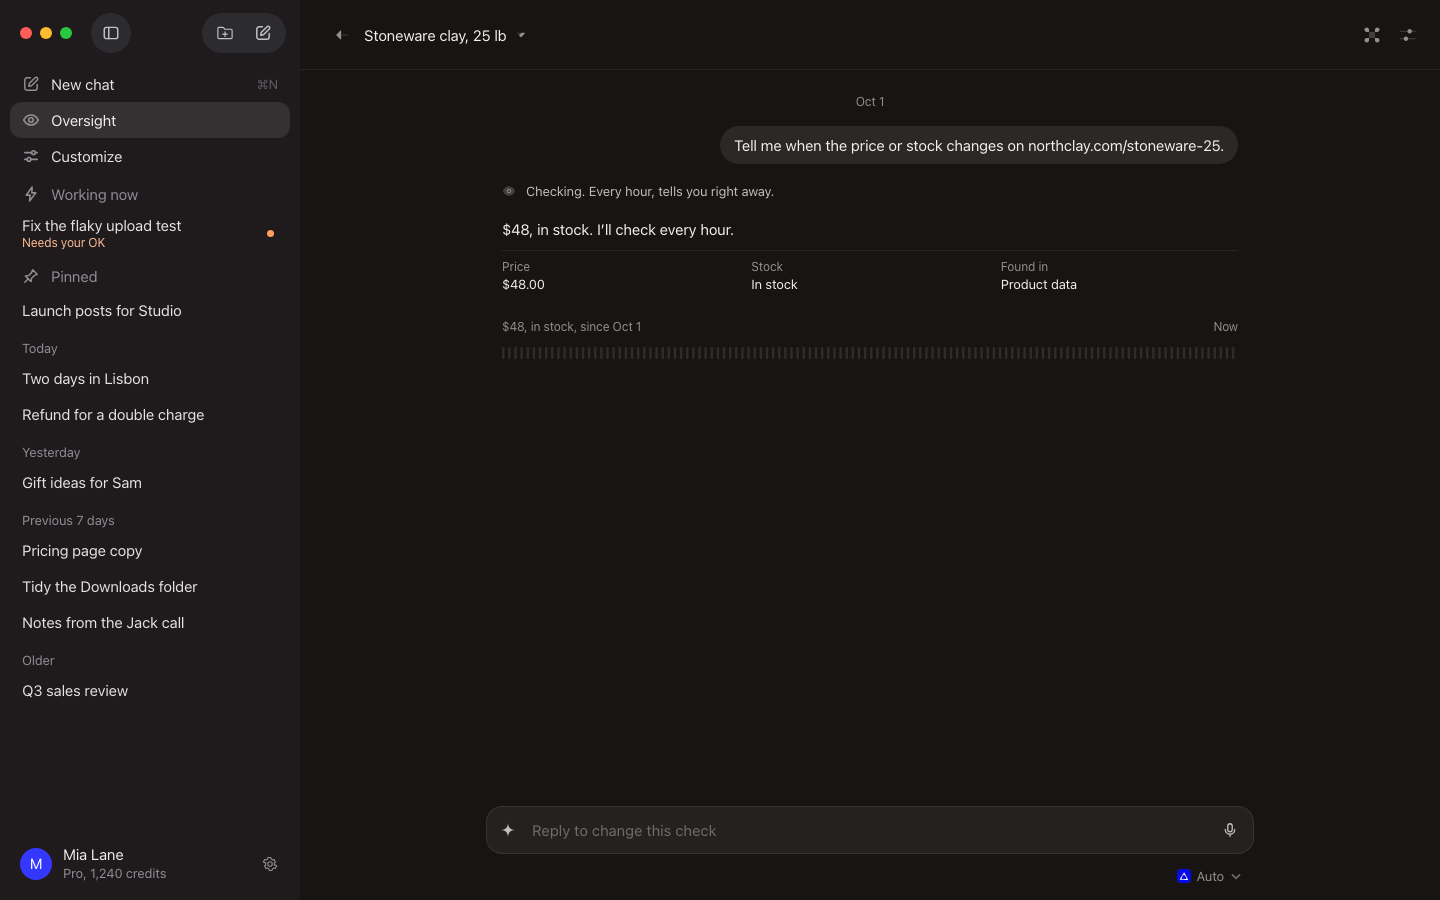 New chat
⌘N
Oversight
Customize
Working now
Fix the flaky upload test
Needs your OK
Pinned
Launch posts for Studio
Today
Two days in Lisbon
Refund for a double charge
Yesterday
Gift ideas for Sam
Previous 7 days
Pricing page copy
Tidy the Downloads folder
Notes from the Jack call
Older
Q3 sales review
M
Mia Lane
Pro, 1,240 credits
Stoneware clay, 25 lb
Oct 1
Tell me when the price or stock changes on northclay.com/stoneware-25.
Checking. Every hour, tells you right away.
$48, in stock. I’ll check every hour.
Price
Stock
Found in
$48.00
In stock
Product data
$48, in stock, since Oct 1
Now
Reply to change this check
Auto